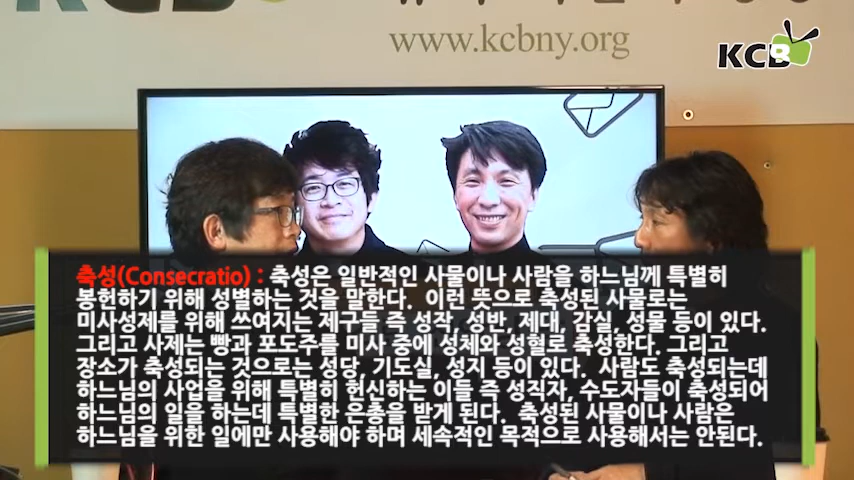 KCB
www.kcbny.org
KCB
축성(Consecratio) : 축성은 일반적인 사물이나 사람을 하느님께 특별히
봉헌하기 위해 성별하는 것을 말한다. 이런 뜻으로 축성된 사물로는
미사성제를 위해 쓰여지는 제구들 즉 성작, 성반, 제대, 감실, 성물 등이 있다.
그리고 사제는 빵과 포도주를 미사 중에 성체와 성혈로 축성한다. 그리고
장소가 축성되는 것으로는 성당, 기도실, 성지 등이 있다. 사람도 축성되는데
하느님의 사업을 위해 특별히 헌신하는 이들 즉 성직자, 수도자들이 축성되어
하느님의 일을 하는데 특별한 은총을 받게 된다. 축성된 사물이나 사람은
하느님을 위한 일에만 사용해야 하며 세속적인 목적으로 사용해서는 안된다.